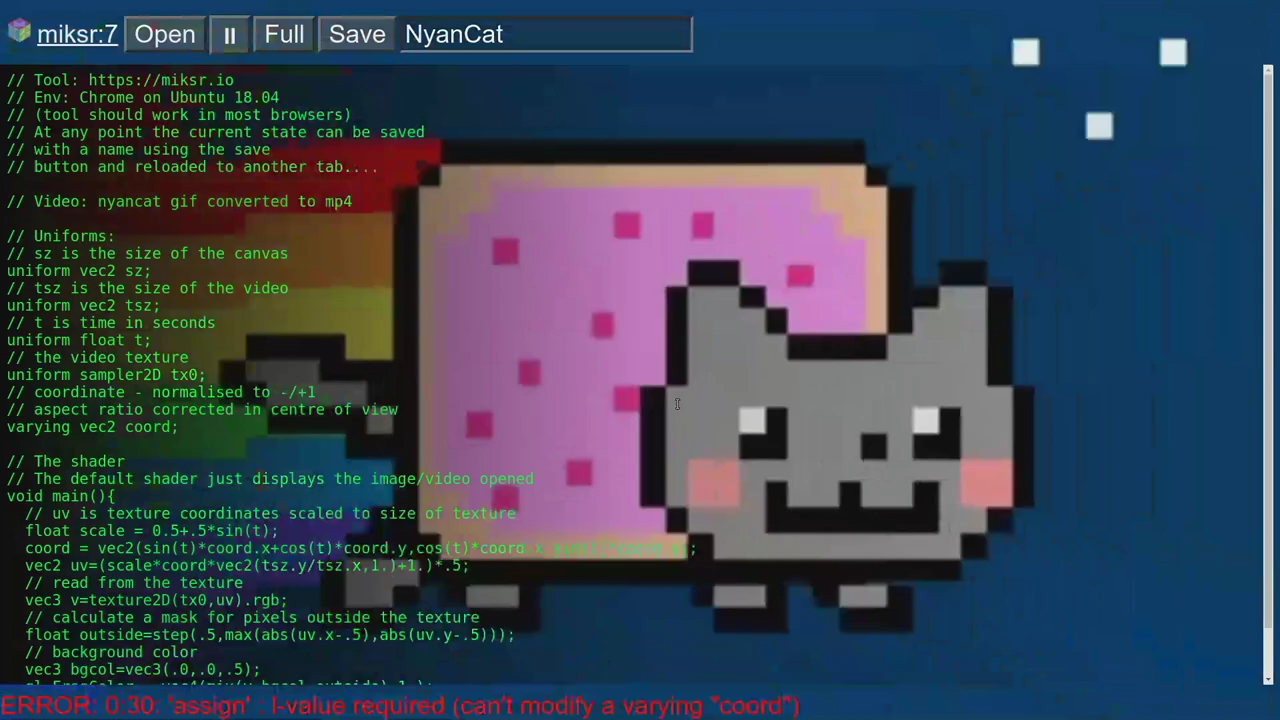 miksr:7 Open Full Save NyanCat
// Tool: https://miksr.io
// Env: Chrome on Ubuntu 18.04
// (tool should work in most browsers)
// At any point the current state can be saved
// with a name using the save
// button and reloaded to another tab....
// Video: nyancat gif converted to mp4
// Uniforms:
// sz is the size of the canvas
uniform vec2 sz;
// tsz is the size of the video
uniform vec2 tsz;
// t is time in seconds
uniform float t;
// the video texture
uniform sampler2D tx0;
// coordinate - normalised to -/+1
// aspect ratio corrected in centre of view
varying vec2 coord;
// The shader
// The default shader just displays the image/video opened
void main(){
// uv is texture coordinates scaled to size of texture
float scale = 0.5+.5*sin(t);
coord = vec2(sin(t)*coord.x+cos(t)*coord.y,cos(t)*coord.x
vec2 uv=(scale*coord*vec2(tsz.y/tsz.x,1.)+1.)*.5;
// read from the texture
vec3 v=texture2D(tx0,uv).rgb;
// calculate a mask for pixels outside the texture
float outside=step(.5,max(abs(uv.x-.5),abs(uv.y-.5)));
// background color
vec3 bgcol=vec3(.0,.0,.5);
ERROR: 0:30: 'assign' : l-value required (can't modify a varying "coord")